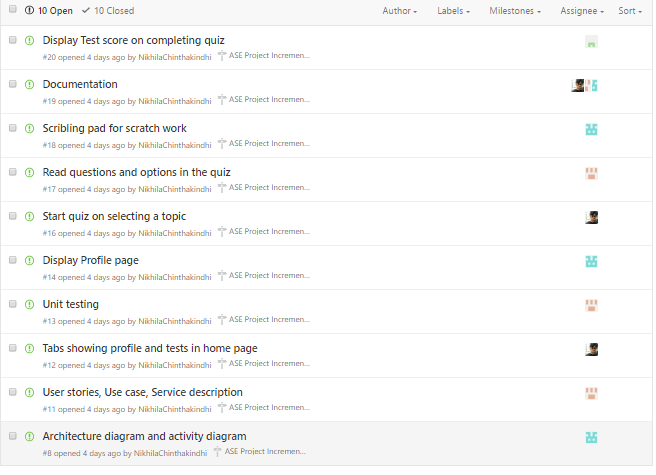 10 Open 10 Closed Author Labels Milestones Assignee Sort
Display Test score on completing quiz
#20 opened 4 days ago by NikhilaChinthakindhi ASE Project Incremen...
Documentation
#19 opened 4 days ago by NikhilaChinthakindhi ASE Project Incremen...
Scribling pad for scratch work
#18 opened 4 days ago by NikhilaChinthakindhi ASE Project Incremen...
Read questions and options in the quiz
#17 opened 4 days ago by NikhilaChinthakindhi ASE Project Incremen...
Start quiz on selecting a topic
#16 opened 4 days ago by NikhilaChinthakindhi ASE Project Incremen...
Display Profile page
#14 opened 4 days ago by NikhilaChinthakindhi ASE Project Incremen...
Unit testing
#13 opened 4 days ago by NikhilaChinthakindhi ASE Project Incremen...
Tabs showing profile and tests in home page
#12 opened 4 days ago by NikhilaChinthakindhi ASE Project Incremen...
User stories, Use case, Service description
#11 opened 4 days ago by NikhilaChinthakindhi ASE Project Incremen...
Architecture diagram and activity diagram
#8 opened 4 days ago by NikhilaChinthakindhi ASE Project Incremen...